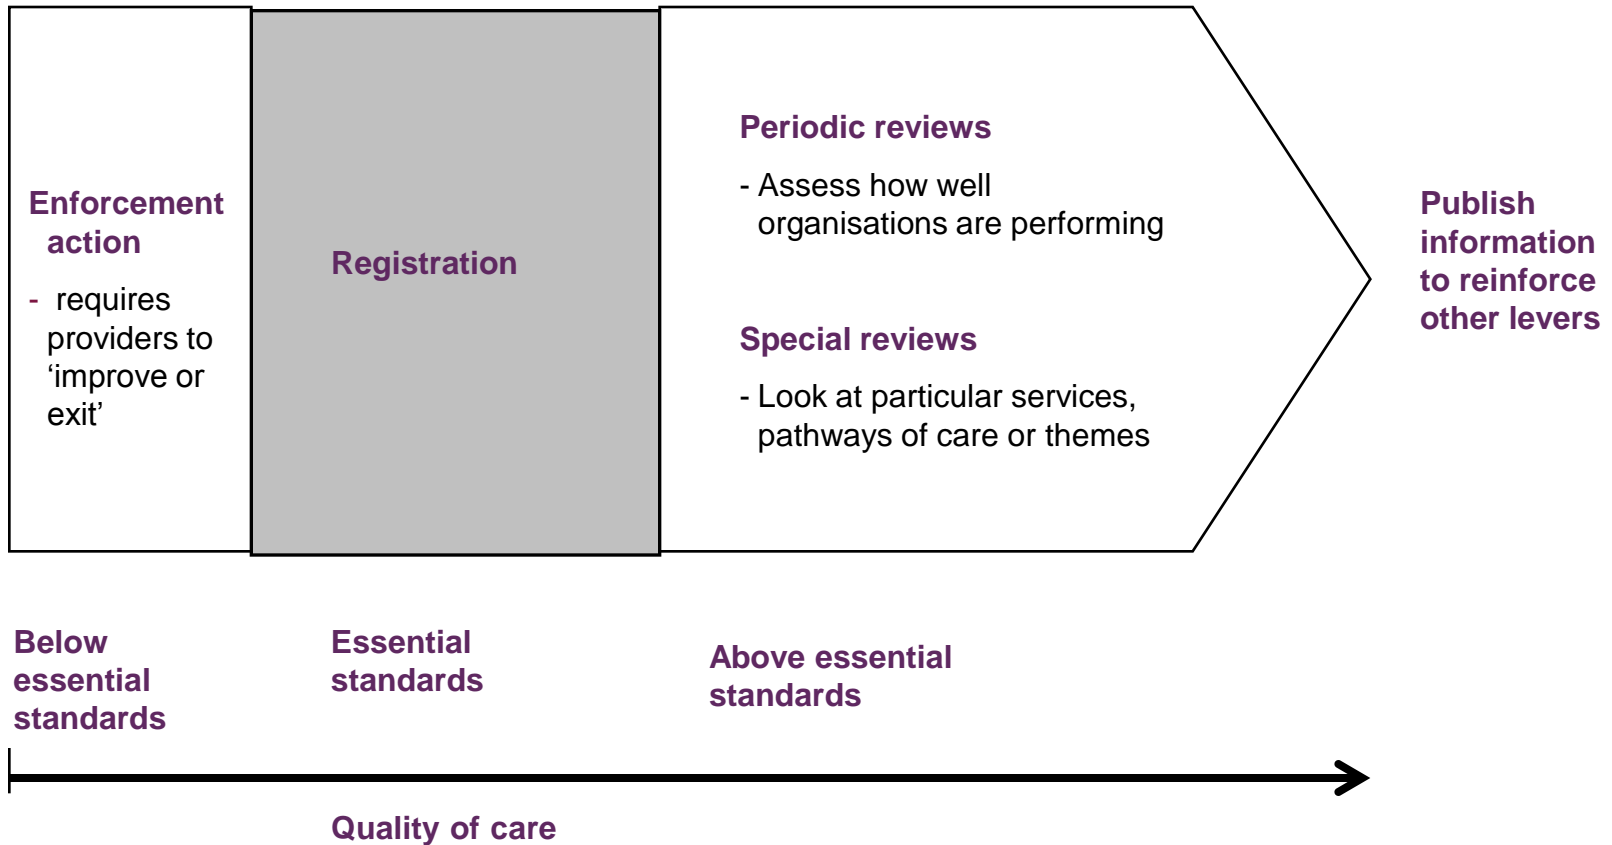 Enforcement
action
- requires
providers to
‘improve or
exit’
Registration
Periodic reviews
- Assess how well
organisations are performing
Special reviews
- Look at particular services,
pathways of care or themes
Publish
information
to reinforce
other levers
Below
essential
standards
Essential
standards
Above essential
standards
Quality of care